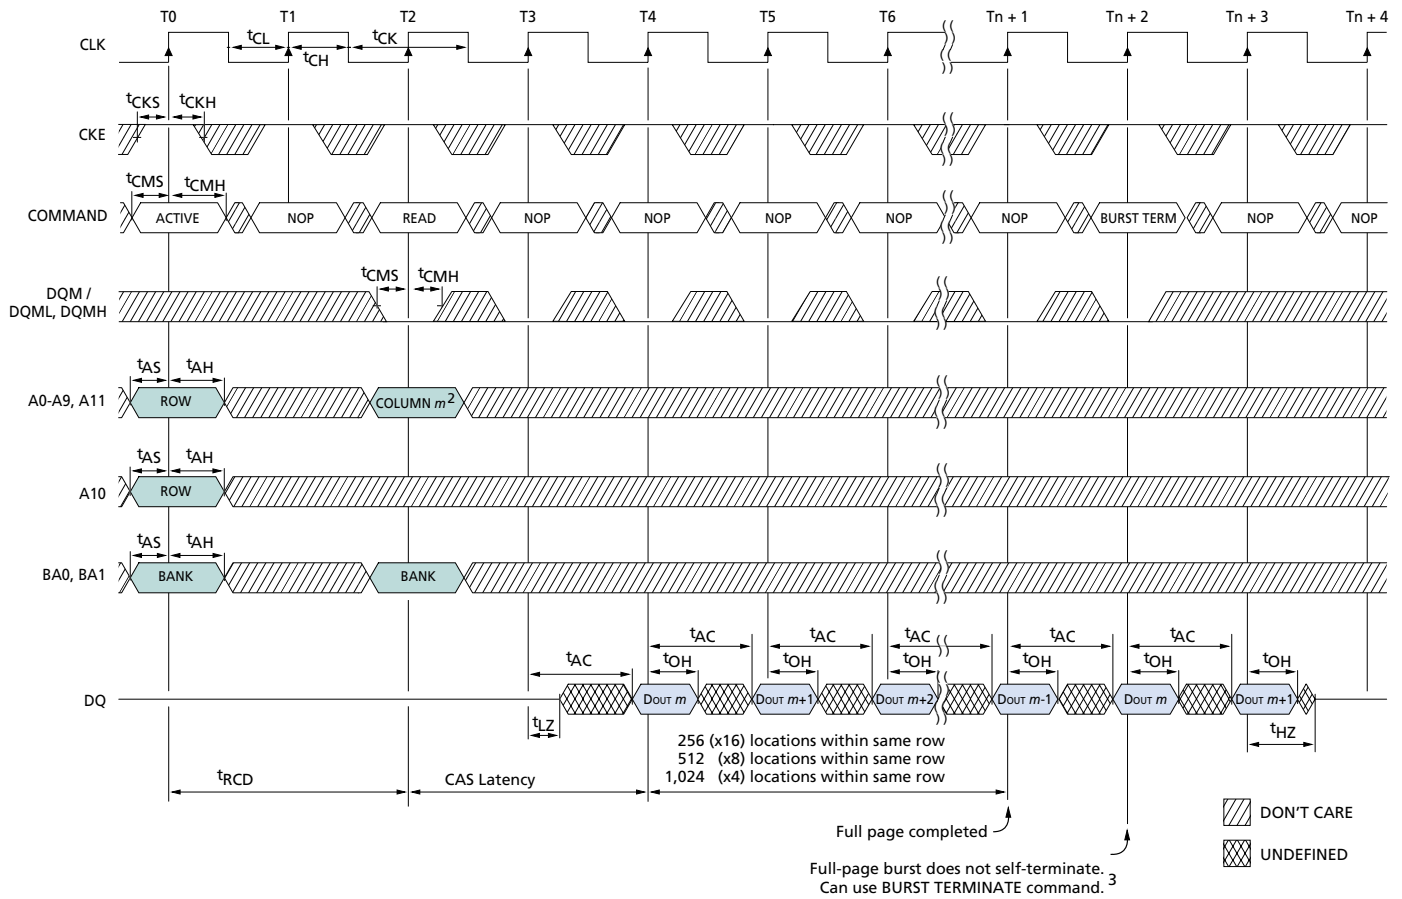 T0 T1 T2 T3 T4 T5 T6 Tn + 1 Tn + 2 Tn + 3 Tn + 4
CLK tCL tCH tCK
tCKS tCKH
CKE
tCMS tCMH
COMMAND ACTIVE NOP READ NOP NOP NOP NOP NOP BURST TERM NOP NOP
tCMS tCMH
DQM /
DQML, DQMH
tAS tAH
A0-A9, A11 ROW COLUMN m2
tAS tAH
A10 ROW
tAS tAH
BA0, BA1 BANK BANK
tAC tAC tAC tAC tAC tAC
tOH tOH tOH tOH tOH tOH
DQ DOUT m DOUT m+1 DOUT m+2 DOUT m-1 DOUT m DOUT m+1
tLZ tHZ
256 (x16) locations within same row
512 (x8) locations within same row
1,024 (x4) locations within same row
tRCD CAS Latency
Full page completed
Full-page burst does not self-terminate.
Can use BURST TERMINATE command. 3
DON'T CARE
UNDEFINED